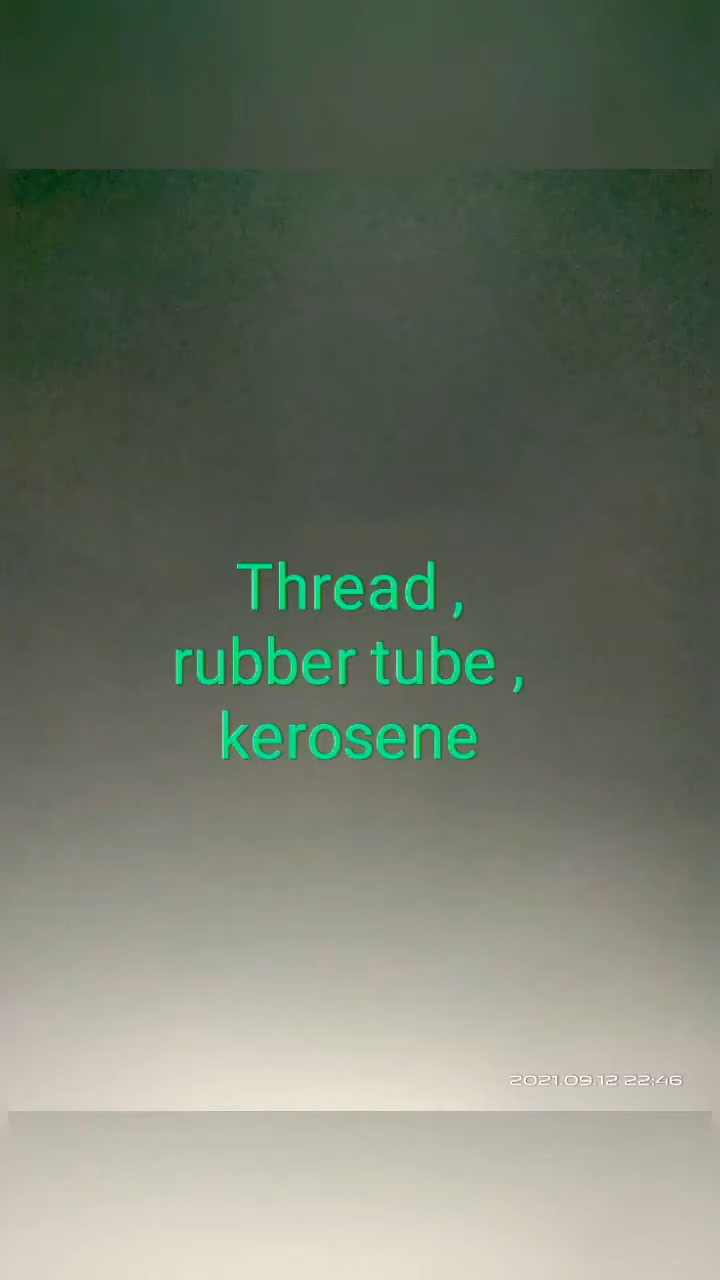 Thread ,
rubber tube ,
kerosene
2021.09.12 22:46